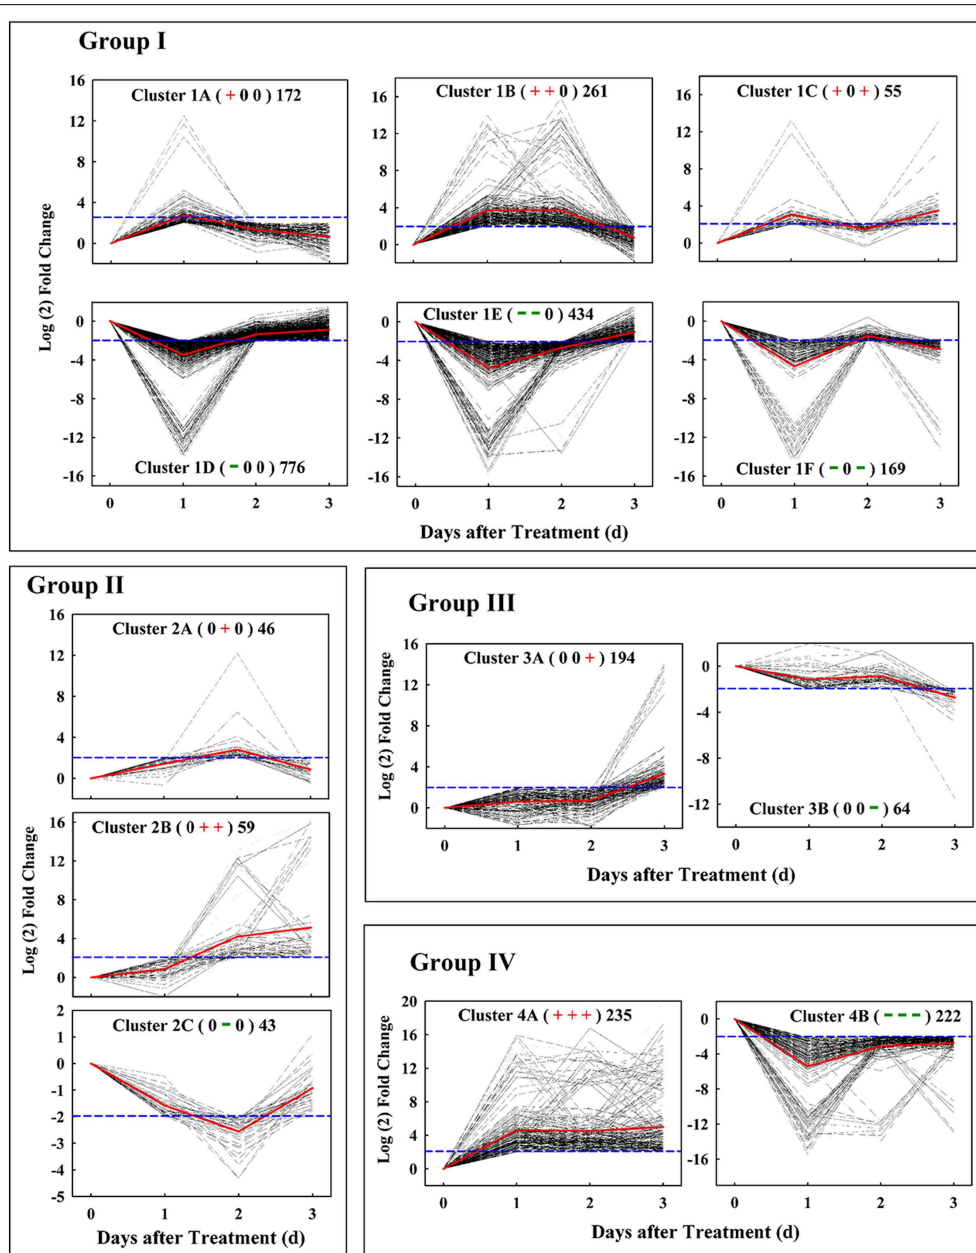 Group I
Log (2) Fold Change
16
12
8
4
0
Cluster 1A ( + 0 0 ) 172
16
12
8
4
0
Cluster 1B ( + + 0 ) 261
16
12
8
4
0
Cluster 1C ( + 0 + ) 55
0
-4
-8
-12
-16
Cluster 1D ( - 0 0 ) 776
0 1 2 3
0
-4
-8
-12
-16
Cluster 1E ( - - 0 ) 434
0 1 2 3
0
-4
-8
-12
-16
Cluster 1F ( - 0 - ) 169
0 1 2 3
Days after Treatment (d)
Group II
Log (2) Fold Change
16
12
8
4
0
Cluster 2A ( 0 + 0 ) 46
16
12
8
4
0
Cluster 2B ( 0 + + ) 59
2
1
0
-1
-2
-3
-4
-5
Cluster 2C ( 0 - 0 ) 43
0 1 2 3
Days after Treatment (d)
Group III
Log (2) Fold Change
16
12
8
4
0
Cluster 3A ( 0 0 + ) 194
0 1 2 3
0
-4
-8
-12
Cluster 3B ( 0 0 - ) 64
0 1 2 3
Days after Treatment (d)
Group IV
Log (2) Fold Change
20
16
12
8
4
0
Cluster 4A ( + + + ) 235
0 1 2 3
0
-4
-8
-12
-16
Cluster 4B ( - - - ) 222
0 1 2 3
Days after Treatment (d)